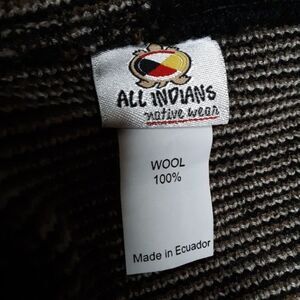 ALL INDIANS
native wear
WOOL
100%
Made in Ecuador